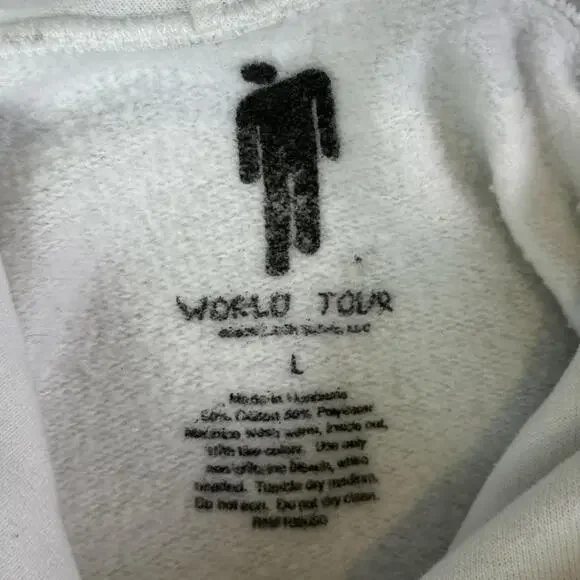 WORLD TOUR
LLC
L
Made in Honduras
50% Cotton 50% Polyester
Machine wash warm, inside out,
with like colors. Use only
non-chlorine bleach, when
needed. Tumble dry medium.
Do not iron. Do not dry clean.